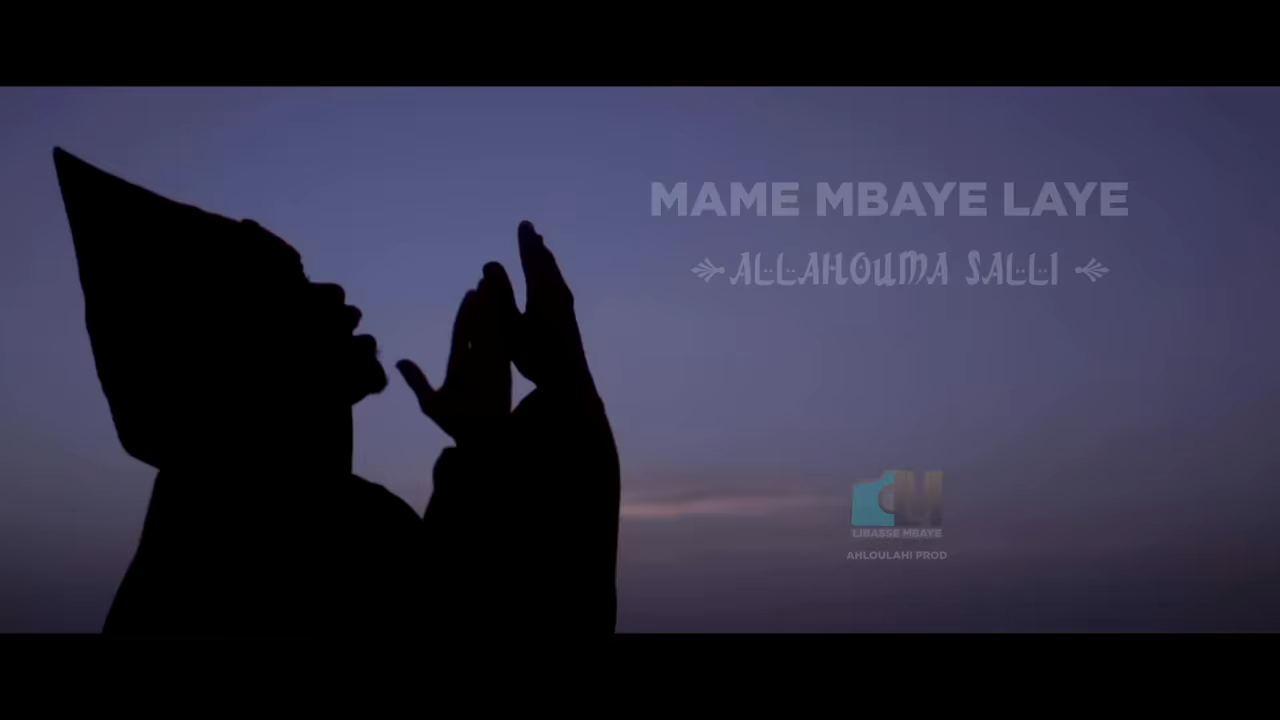 MAME MBAYE LAYE
ALLAHOUMA SALLI
LIBASSE MBAYE
AHLOULAHI PROD